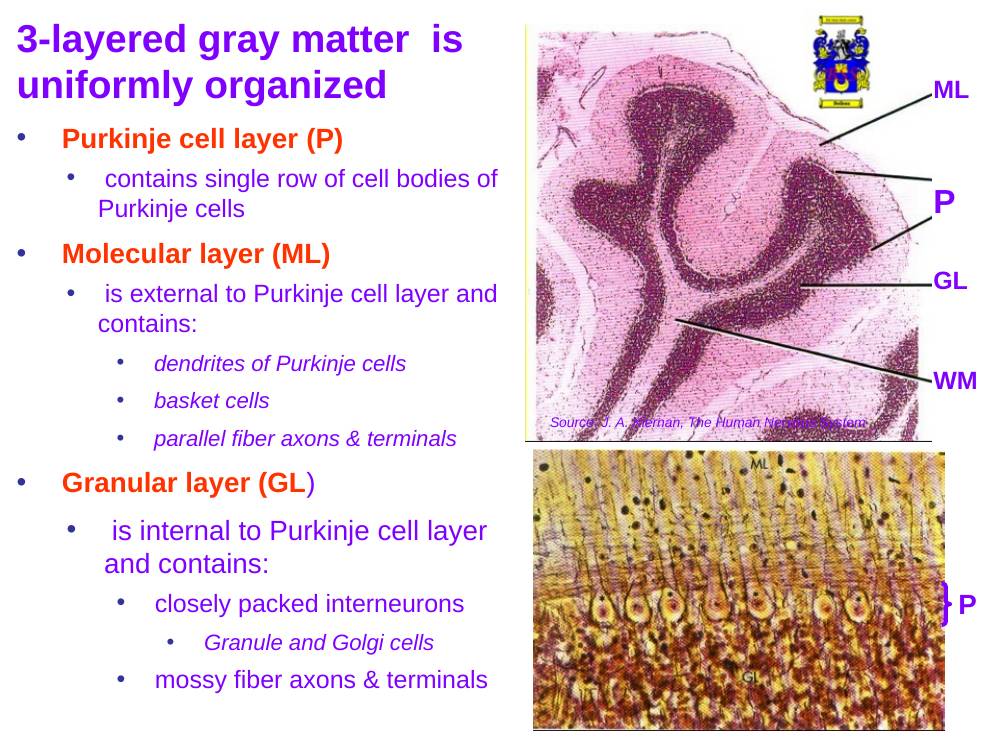 3-layered gray matter is
uniformly organized
• Purkinje cell layer (P)
• contains single row of cell bodies of
Purkinje cells
• Molecular layer (ML)
• is external to Purkinje cell layer and
contains:
• dendrites of Purkinje cells
• basket cells
• parallel fiber axons & terminals
• Granular layer (GL)
• is internal to Purkinje cell layer
and contains:
• closely packed interneurons
• Granule and Golgi cells
• mossy fiber axons & terminals
ML
P
GL
WM
Source: J. A. Kiernan, The Human Nervous System
ML
P
GL